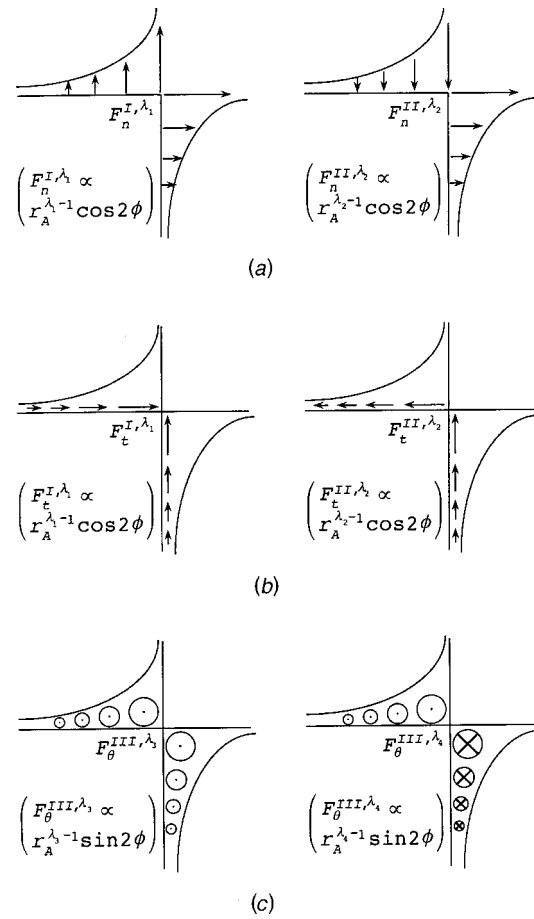 F_n^{I,λ_1}
(F_n^{I,λ_1} ∝
r_A^{λ_1-1}cos2φ)
F_n^{II,λ_2}
(F_n^{II,λ_2} ∝
r_A^{λ_2-1}cos2φ)
(a)
F_t^{I,λ_1}
(F_t^{I,λ_1} ∝
r_A^{λ_1-1}cos2φ)
F_t^{II,λ_2}
(F_t^{II,λ_2} ∝
r_A^{λ_2-1}cos2φ)
(b)
F_θ^{III,λ_3}
(F_θ^{III,λ_3} ∝
r_A^{λ_3-1}sin2φ)
F_θ^{III,λ_4}
(F_θ^{III,λ_4} ∝
r_A^{λ_4-1}sin2φ)
(c)